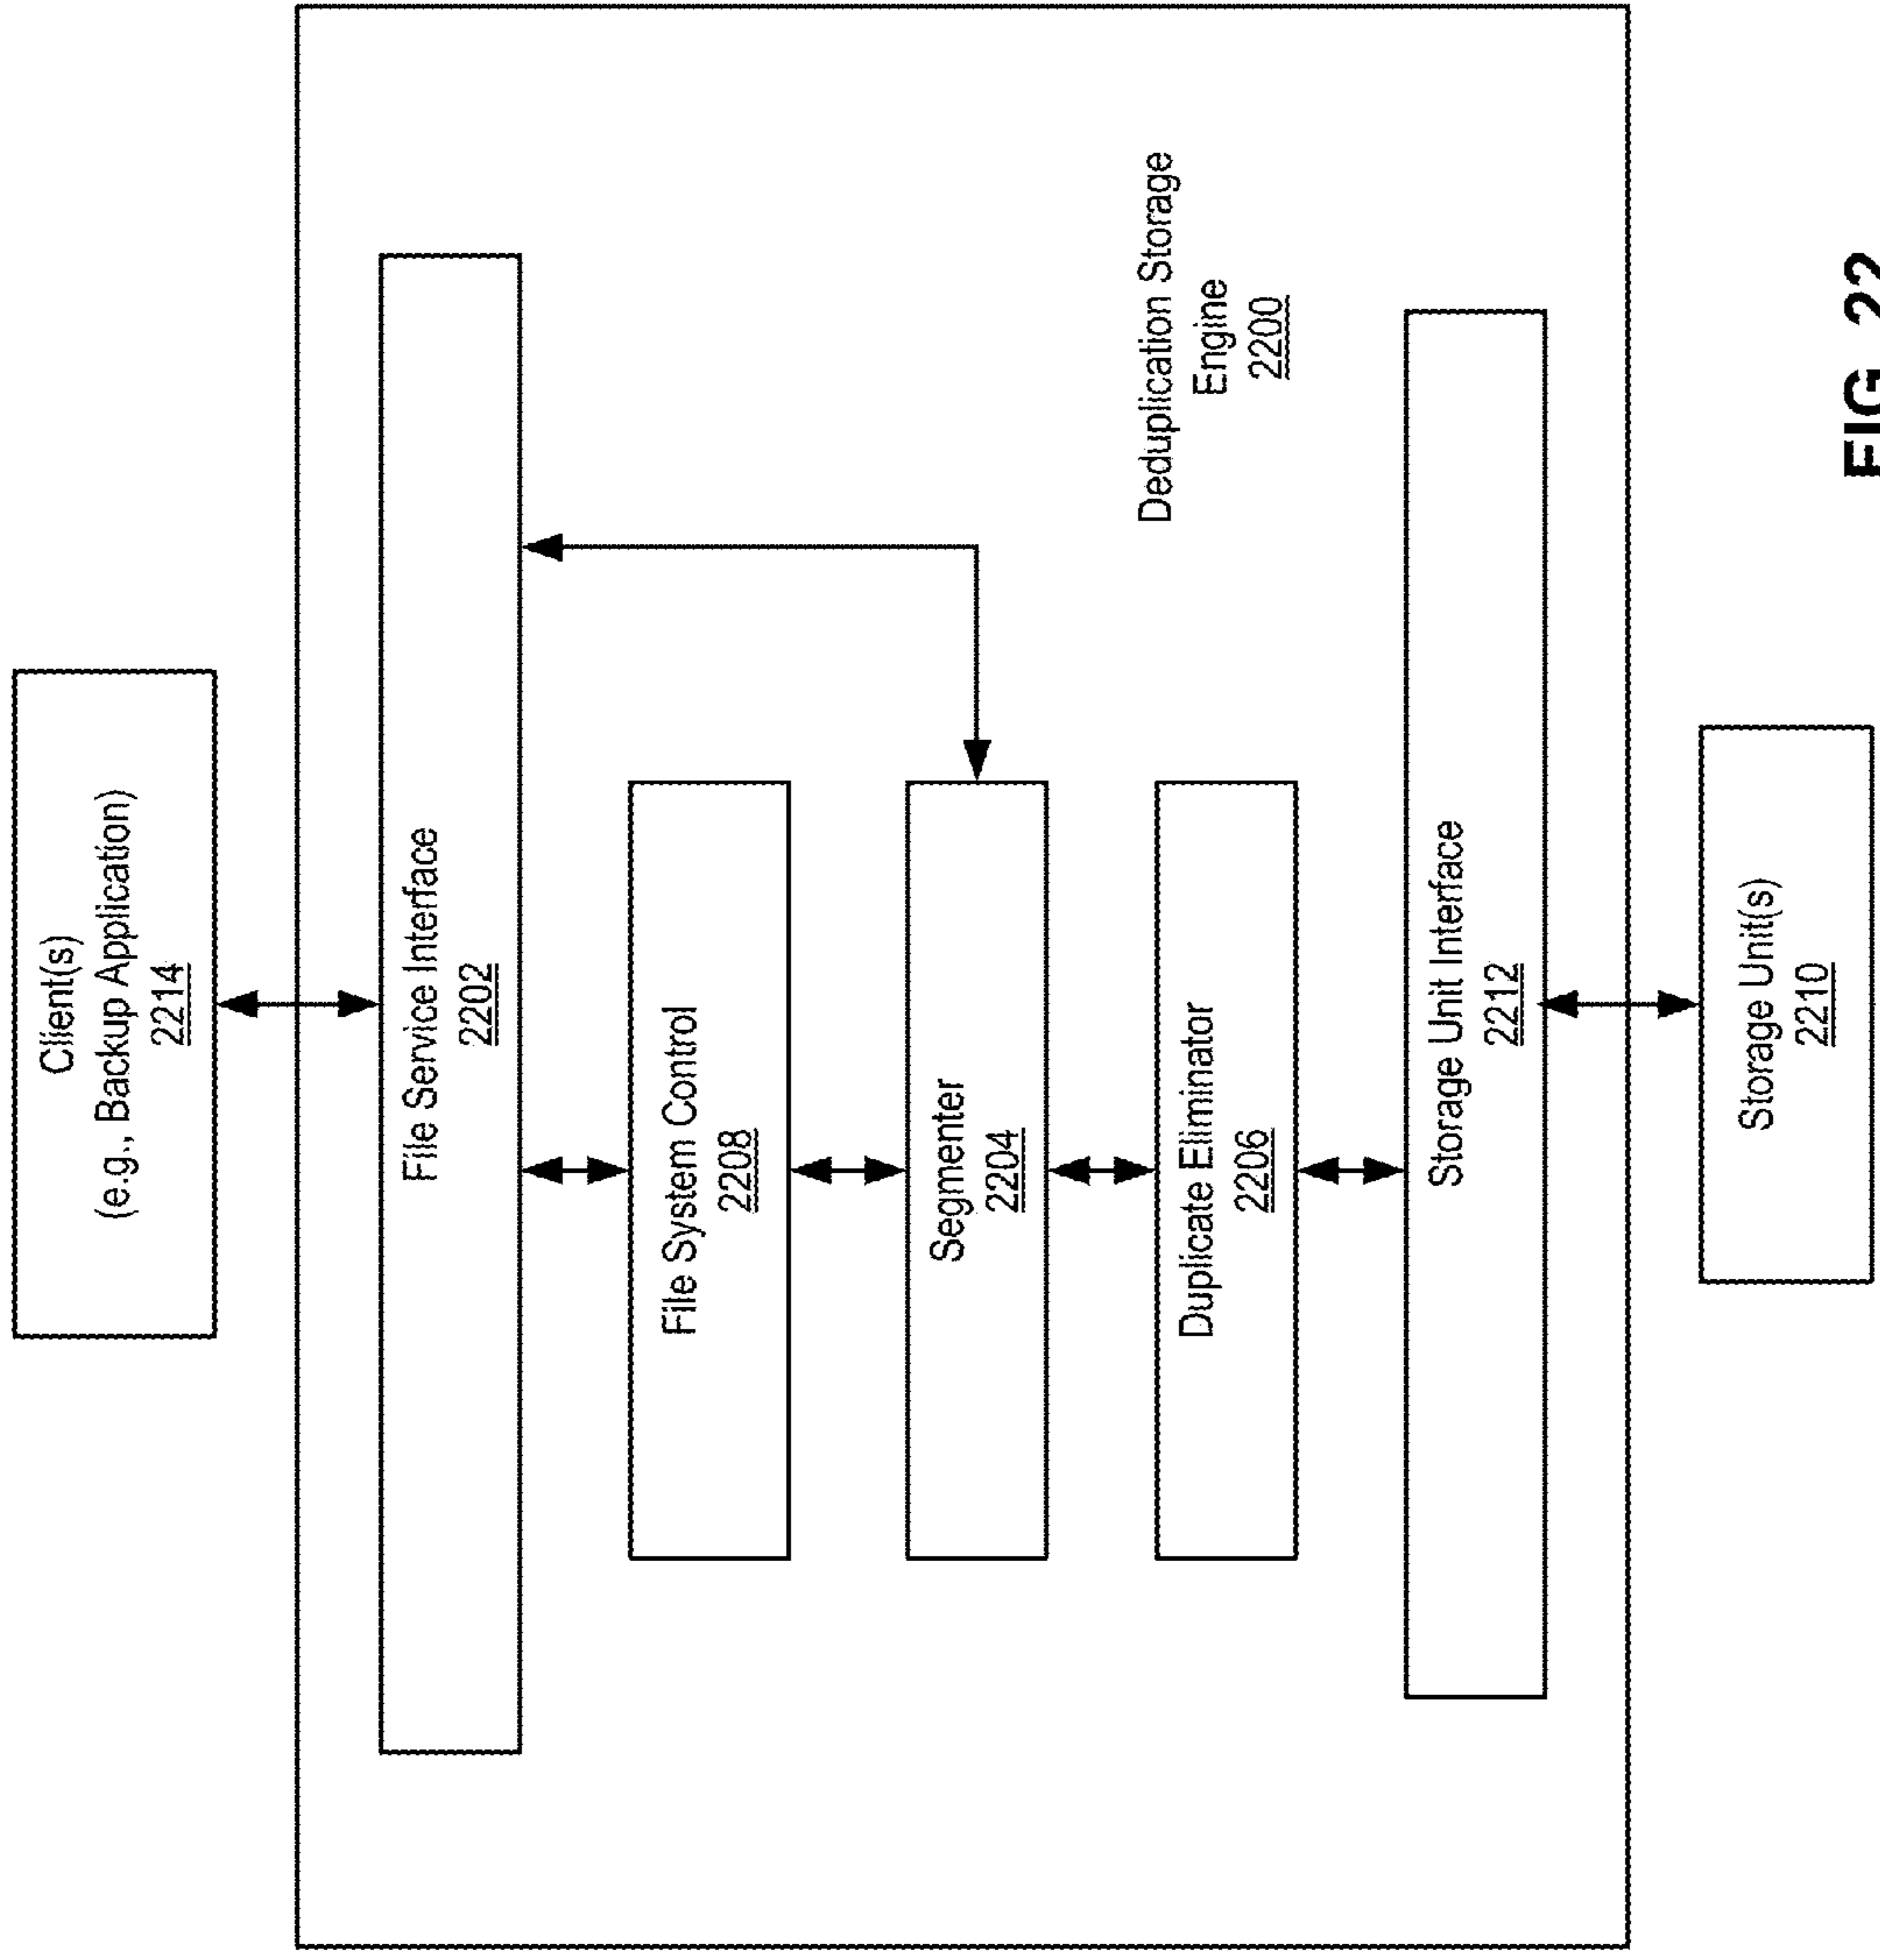 Client(s)
(e.g., Backup Application)
2214
File Service Interface
2202
File System Control
2208
Segmenter
2204
Duplicate Eliminator
2206
Deduplication Storage
Engine
2200
Storage Unit Interface
2212
Storage Unit(s)
2210
FIG. 22